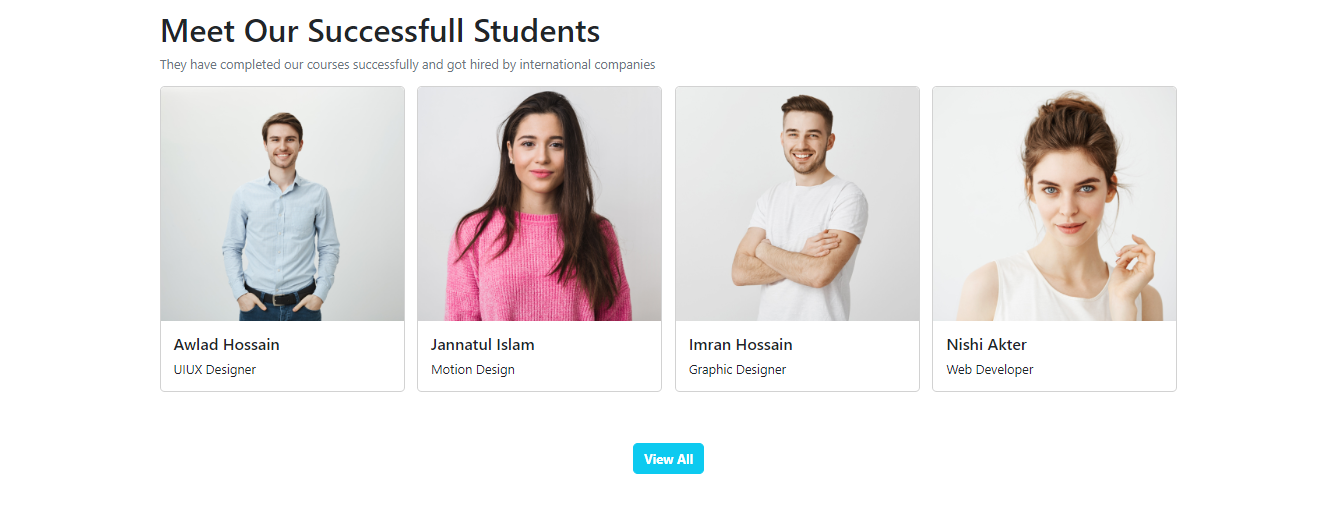 Meet Our Successfull Students
They have completed our courses successfully and got hired by international companies
Awlad Hossain
UIUX Designer
Jannatul Islam
Motion Design
Imran Hossain
Graphic Designer
Nishi Akter
Web Developer
View All